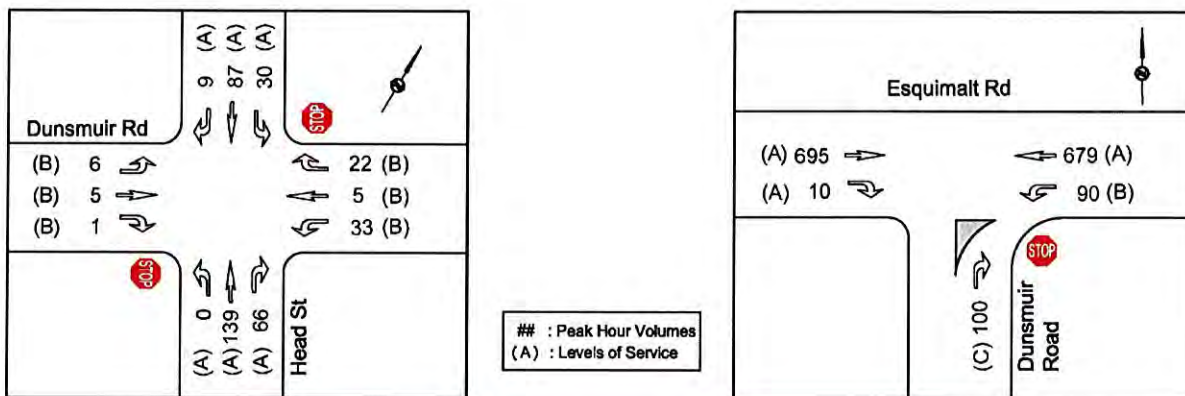 (A) (A) (A)
9 87 30
STOP
N
Dunsmuir Rd
(B) 6
(B) 5
(B) 1
22 (B)
5 (B)
33 (B)
STOP
(A) 0
(A) 139
(A) 66
Head St
## : Peak Hour Volumes
(A) : Levels of Service
N
Esquimalt Rd
(A) 695
(A) 10
679 (A)
90 (B)
STOP
(C) 100
Dunsmuir
Road